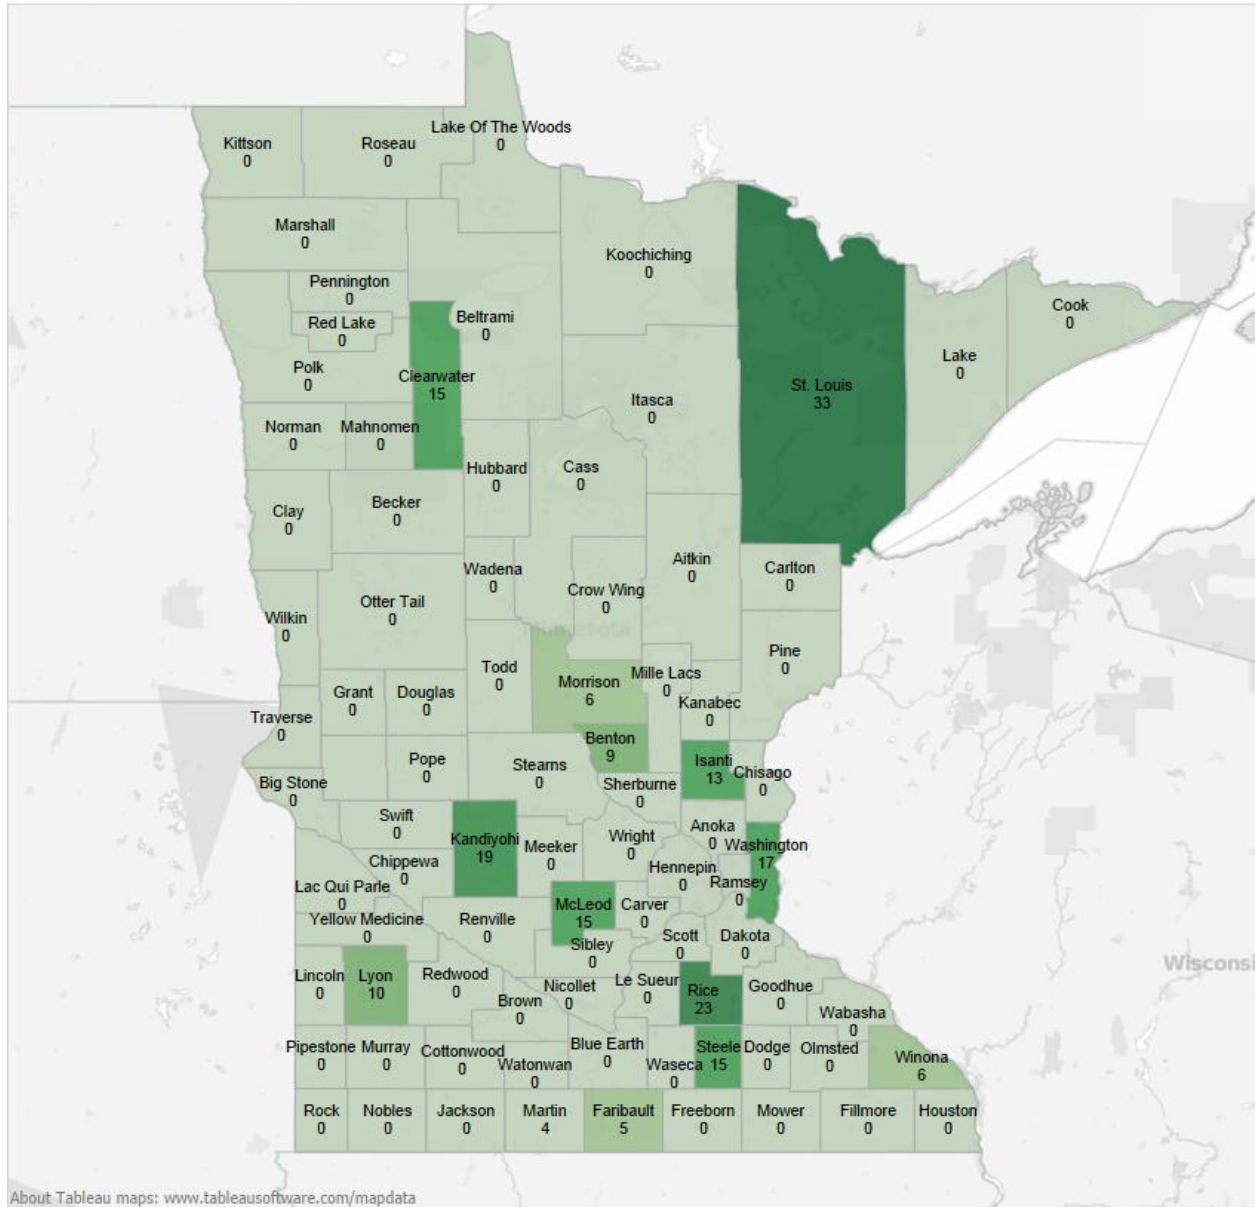 Lake Of The Woods
0
Kittson
0
Roseau
0
Marshall
0
Koochiching
0
Pennington
0
Cook
0
Red Lake
0
Beltrami
0
Lake
0
Polk
0
Clearwater
15
St. Louis
33
Itasca
0
Norman
0
Mahnomen
0
Hubbard
0
Cass
0
Becker
0
Clay
0
Aitkin
0
Wadena
0
Carlton
0
Crow Wing
0
Otter Tail
0
Wilkin
0
Minnesota
Pine
0
Todd
0
Mille Lacs
0
Morrison
6
Grant
0
Douglas
0
Kanabec
0
Traverse
0
Benton
9
Pope
0
Stearns
0
Isanti
13
Chisago
0
Big Stone
0
Sherburne
0
Swift
0
Anoka
0
Kandiyohi
19
Wright
0
Meeker
0
Washington
17
Chippewa
0
Hennepin
0
Ramsey
0
Lac Qui Parle
0
McLeod
15
Carver
0
Yellow Medicine
0
Renville
0
Scott
0
Dakota
0
Sibley
0
Wisconsi
Lincoln
0
Lyon
10
Redwood
0
Nicollet
0
Le Sueur
0
Rice
23
Goodhue
0
Brown
0
Wabasha
0
Pipestone
0
Murray
0
Cottonwood
0
Watonwan
0
Blue Earth
0
Waseca
0
Steele
15
Dodge
0
Olmsted
0
Winona
6
Rock
0
Nobles
0
Jackson
0
Martin
4
Faribault
5
Freeborn
0
Mower
0
Fillmore
0
Houston
0
About Tableau maps: www.tableausoftware.com/mapdata